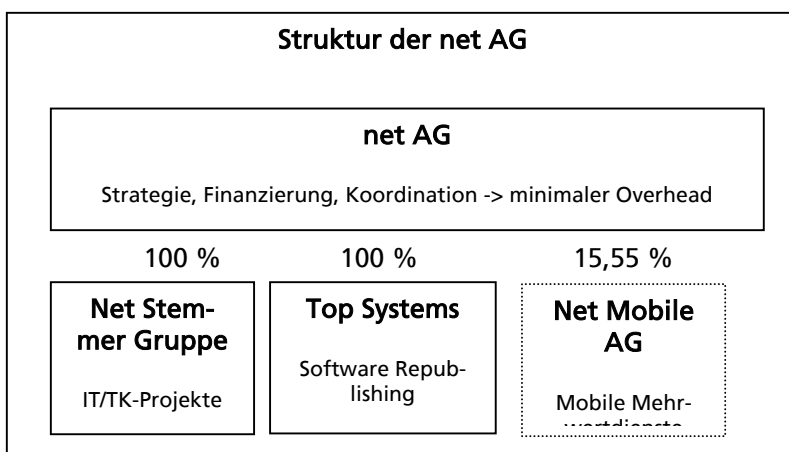 Struktur der net AG
net AG
Strategie, Finanzierung, Koordination -> minimaler Overhead
100 %
100 %
15,55 %
Net Stem-
mer Gruppe
IT/TK-Projekte
Top Systems
Software Repub-
lishing
Net Mobile
AG
Mobile Mehr-
wertdienste